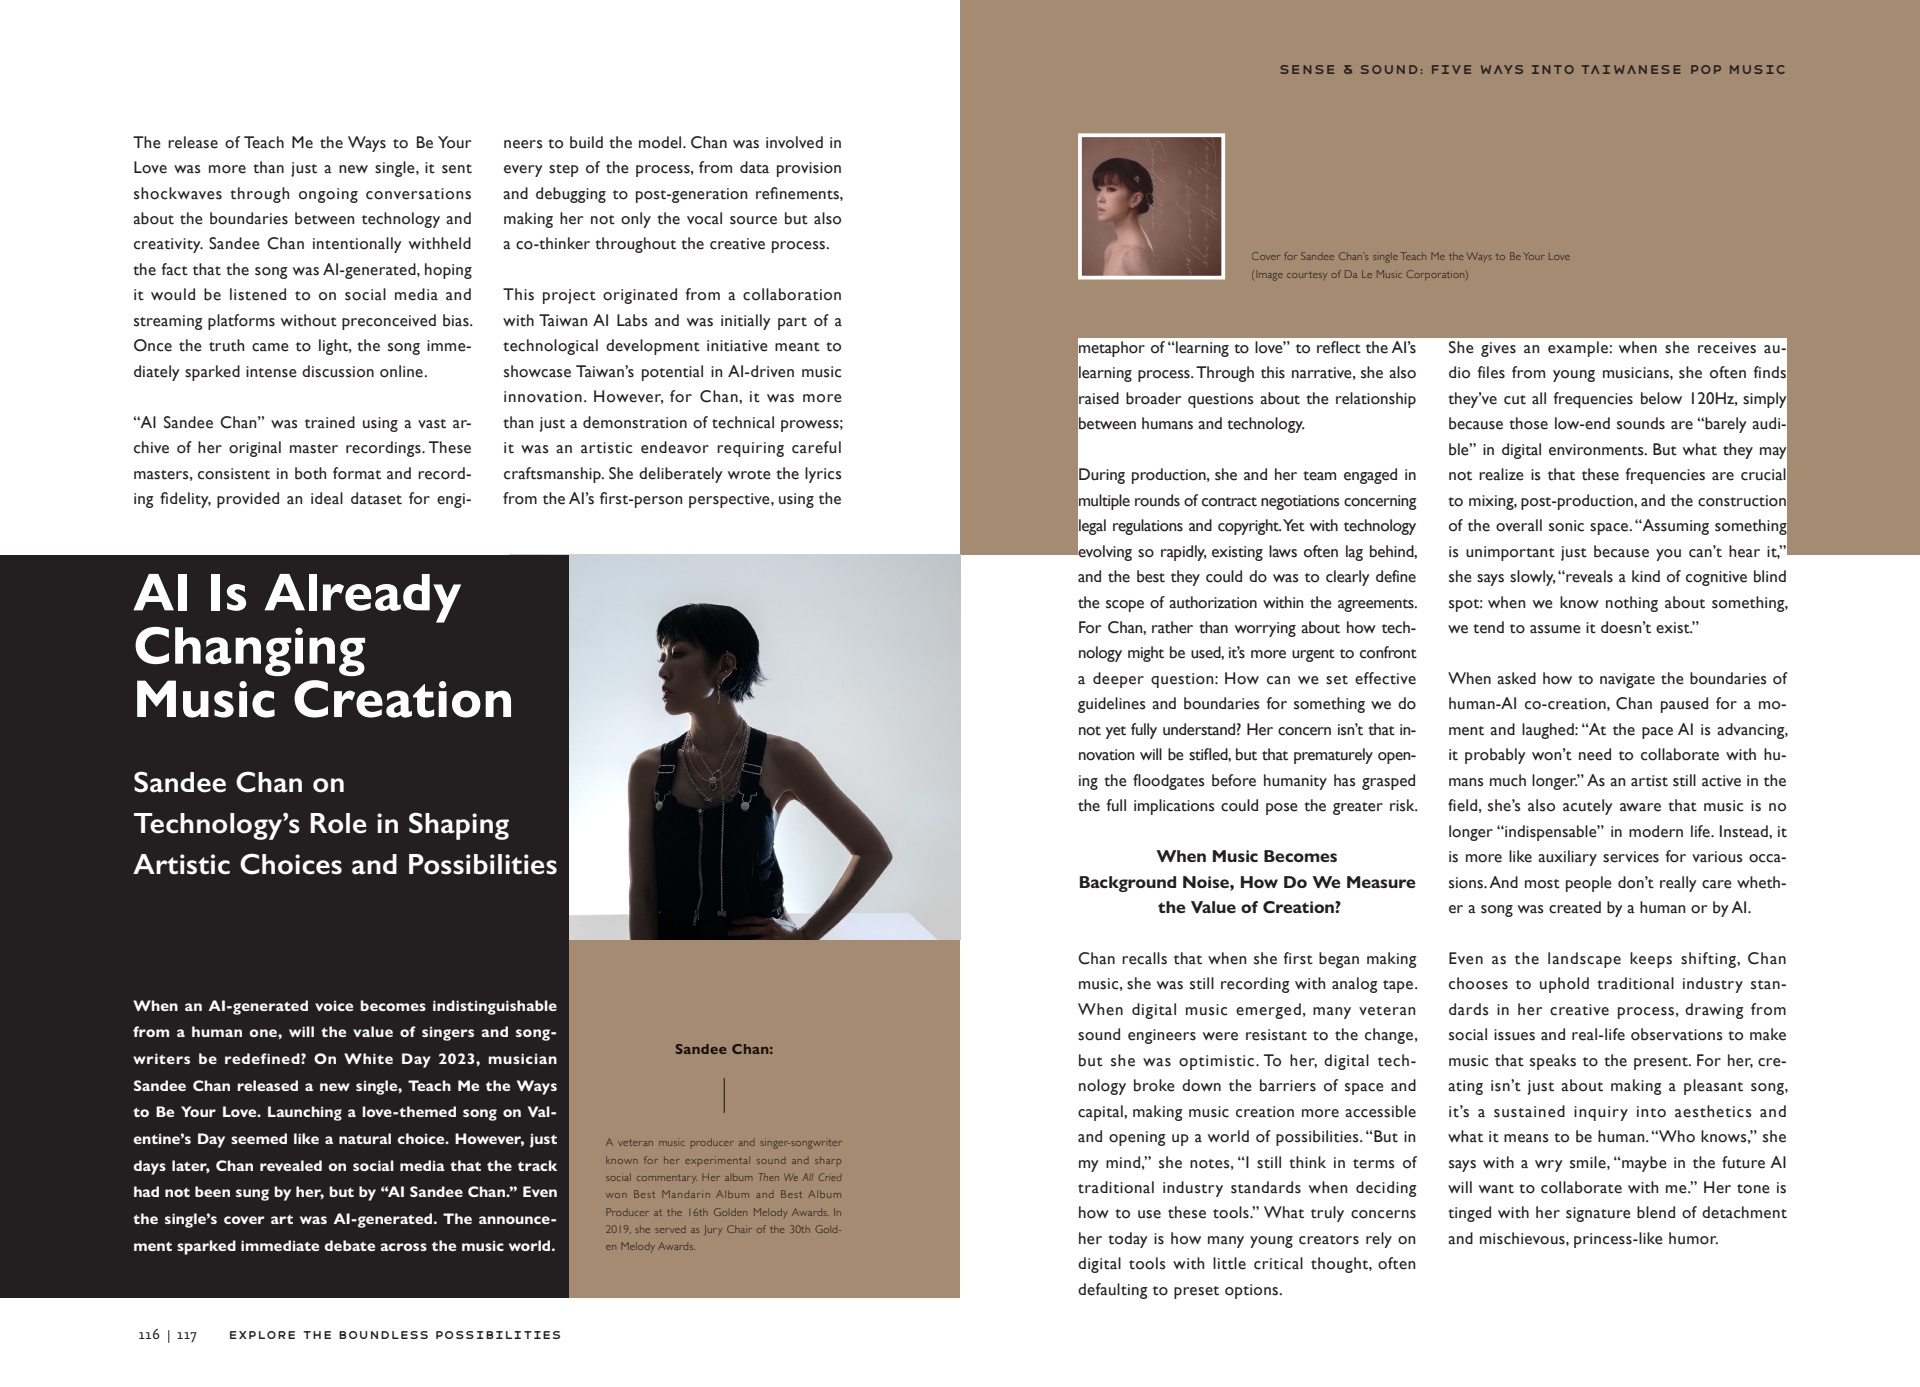 SENSE & SOUND: FIVE WAYS INTO TAIWANESE POP MUSIC
AI Is Already
Changing
Music Creation
Sandee Chan on
Technology’s Role in Shaping
Artistic Choices and Possibilities
When an AI-generated voice becomes indistinguishable
from a human one, will the value of singers and song-
writers be redefined? On White Day 2023, musician
Sandee Chan released a new single, Teach Me the Ways
to Be Your Love. Launching a love-themed song on Val-
entine’s Day seemed like a natural choice. However, just
days later, Chan revealed on social media that the track
had not been sung by her, but by “AI Sandee Chan.” Even
the single’s cover art was AI-generated. The announce-
ment sparked immediate debate across the music world.
Sandee Chan:
A veteran music producer and singer-songwriter
known for her experimental sound and sharp
social commentary. Her album Then We All Cried
won Best Mandarin Album and Best Album
Producer at the 16th Golden Melody Awards. In
2019, she served as Jury Chair of the 30th Gold-
en Melody Awards.
The release of Teach Me the Ways to Be Your
Love was more than just a new single, it sent
shockwaves through ongoing conversations
about the boundaries between technology and
creativity. Sandee Chan intentionally withheld
the fact that the song was AI-generated, hoping
it would be listened to on social media and
streaming platforms without preconceived bias.
Once the truth came to light, the song imme-
diately sparked intense discussion online.
“AI Sandee Chan” was trained using a vast ar-
chive of her original master recordings. These
masters, consistent in both format and record-
ing fidelity, provided an ideal dataset for engi-
neers to build the model. Chan was involved in
every step of the process, from data provision
and debugging to post-generation refinements,
making her not only the vocal source but also
a co-thinker throughout the creative process.
This project originated from a collaboration
with Taiwan AI Labs and was initially part of a
technological development initiative meant to
showcase Taiwan’s potential in AI-driven music
innovation. However, for Chan, it was more
than just a demonstration of technical prowess;
it was an artistic endeavor requiring careful
craftsmanship. She deliberately wrote the lyrics
from the AI’s first-person perspective, using the
Cover for Sandee Chan’s single Teach Me the Ways to Be Your Love
(Image courtesy of Da Le Music Corporation)
metaphor of “learning to love” to reflect the AI’s
learning process. Through this narrative, she also
raised broader questions about the relationship
between humans and technology.
During production, she and her team engaged in
multiple rounds of contract negotiations concerning
legal regulations and copyright. Yet with technology
evolving so rapidly, existing laws often lag behind,
and the best they could do was to clearly define
the scope of authorization within the agreements.
For Chan, rather than worrying about how tech-
nology might be used, it’s more urgent to confront
a deeper question: How can we set effective
guidelines and boundaries for something we do
not yet fully understand? Her concern isn’t that in-
novation will be stifled, but that prematurely open-
ing the floodgates before humanity has grasped
the full implications could pose the greater risk.
When Music Becomes
Background Noise, How Do We Measure
the Value of Creation?
Chan recalls that when she first began making
music, she was still recording with analog tape.
When digital music emerged, many veteran
sound engineers were resistant to the change,
but she was optimistic. To her, digital tech-
nology broke down the barriers of space and
capital, making music creation more accessible
and opening up a world of possibilities. “But in
my mind,” she notes, “I still think in terms of
traditional industry standards when deciding
how to use these tools.” What truly concerns
her today is how many young creators rely on
digital tools with little critical thought, often
defaulting to preset options.
She gives an example: when she receives au-
dio files from young musicians, she often finds
they’ve cut all frequencies below 120Hz, simply
because those low-end sounds are “barely audi-
ble” in digital environments. But what they may
not realize is that these frequencies are crucial
to mixing, post-production, and the construction
of the overall sonic space. “Assuming something
is unimportant just because you can’t hear it,”
she says slowly, “reveals a kind of cognitive blind
spot: when we know nothing about something,
we tend to assume it doesn’t exist.”
When asked how to navigate the boundaries of
human-AI co-creation, Chan paused for a mo-
ment and laughed: “At the pace AI is advancing,
it probably won’t need to collaborate with hu-
mans much longer.” As an artist still active in the
field, she’s also acutely aware that music is no
longer “indispensable” in modern life. Instead, it
is more like auxiliary services for various occa-
sions. And most people don’t really care wheth-
er a song was created by a human or by AI.
Even as the landscape keeps shifting, Chan
chooses to uphold traditional industry stan-
dards in her creative process, drawing from
social issues and real-life observations to make
music that speaks to the present. For her, cre-
ating isn’t just about making a pleasant song,
it’s a sustained inquiry into aesthetics and
what it means to be human. “Who knows,” she
says with a wry smile, “maybe in the future AI
will want to collaborate with me.” Her tone is
tinged with her signature blend of detachment
and mischievous, princess-like humor.
116 | 117 EXPLORE THE BOUNDLESS POSSIBILITIES